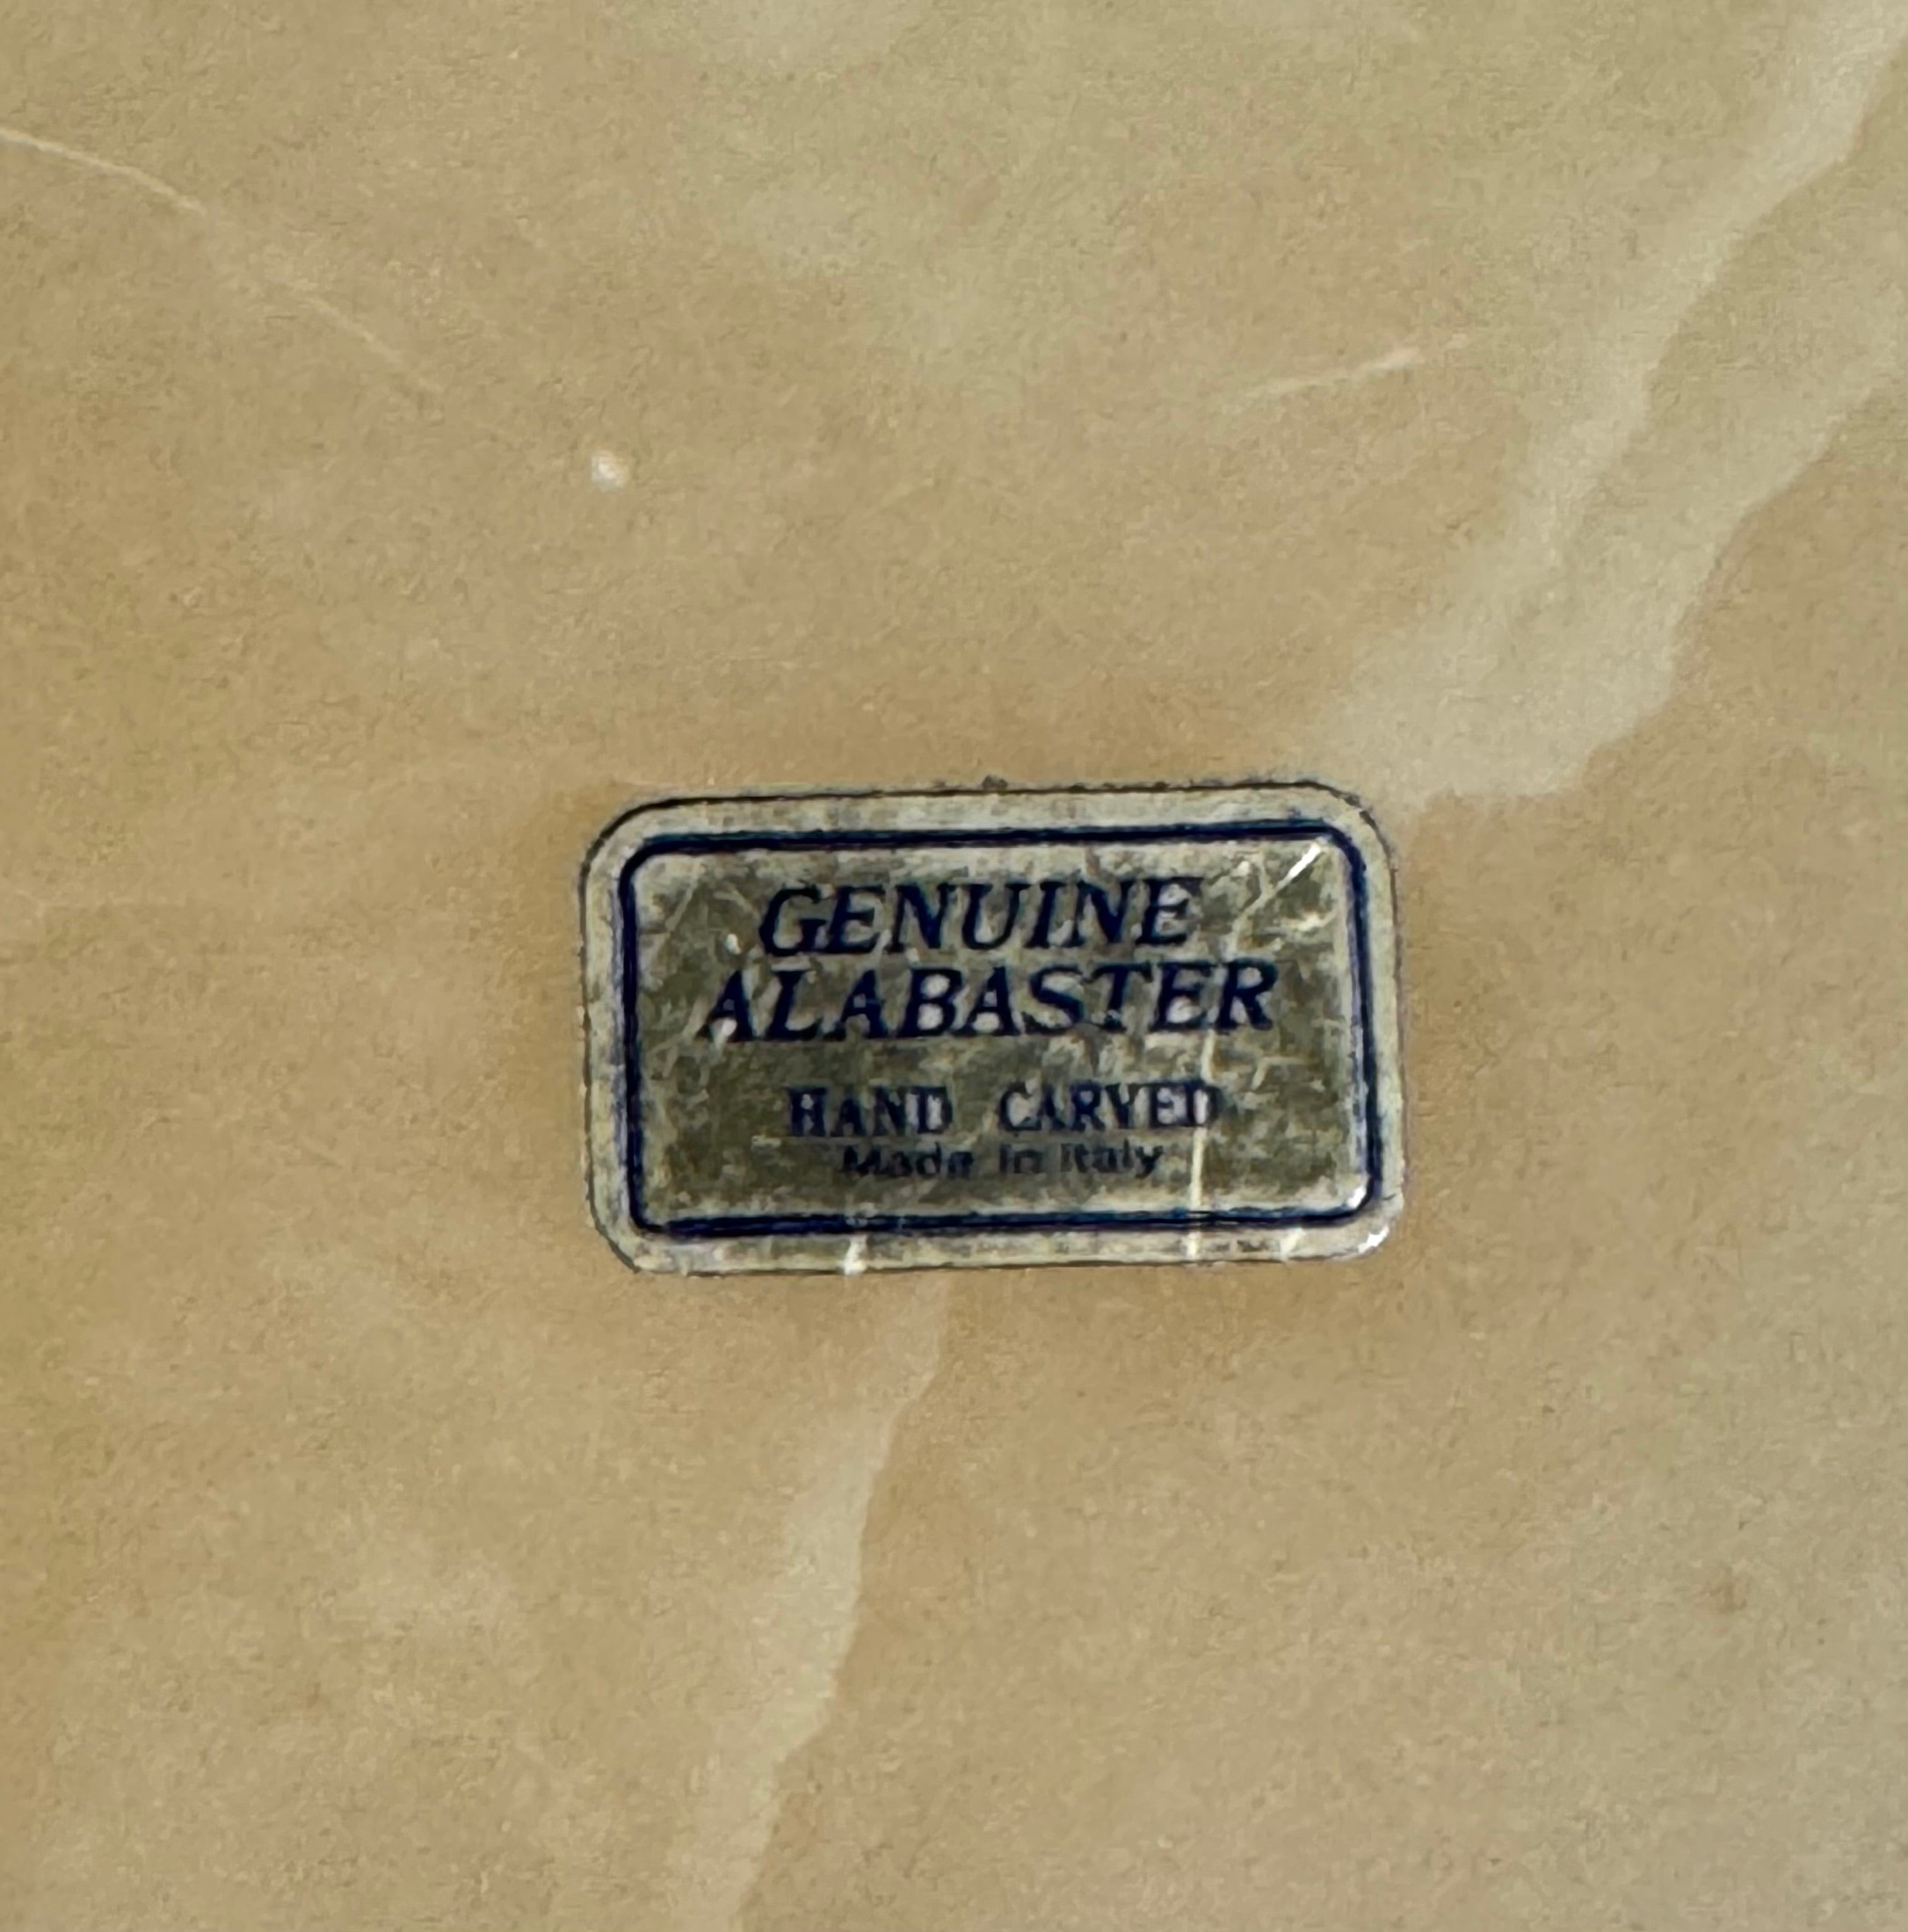 GENUINE
ALABASTER
HAND CARVED
Made in Italy